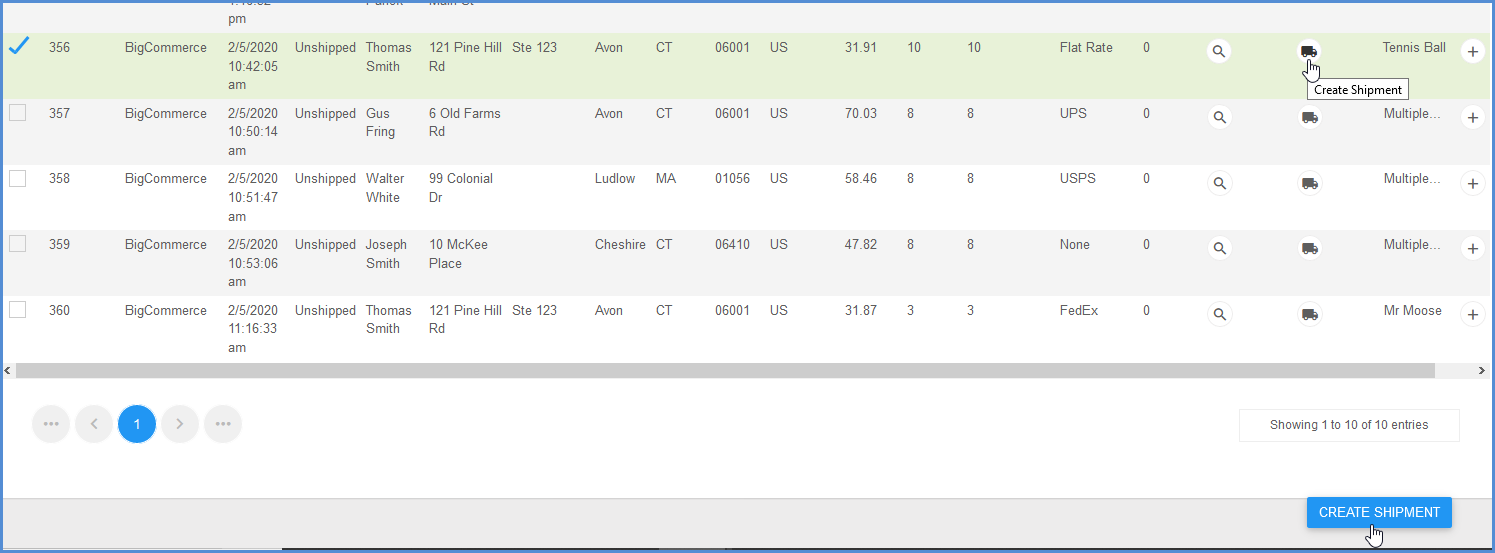 pm
356 BigCommerce 2/5/2020 Unshipped Thomas 121 Pine Hill Ste 123 Avon CT 06001 US 31.91 10 10 Flat Rate 0 Tennis Ball
10:42:05 Smith Rd
am
Create Shipment
357 BigCommerce 2/5/2020 Unshipped Gus 6 Old Farms Avon CT 06001 US 70.03 8 8 UPS 0 Multiple...
10:50:14 Fring Rd
am
358 BigCommerce 2/5/2020 Unshipped Walter 99 Colonial Ludlow MA 01056 US 58.46 8 8 USPS 0 Multiple...
10:51:47 White Dr
am
359 BigCommerce 2/5/2020 Unshipped Joseph 10 McKee Cheshire CT 06410 US 47.82 8 8 None 0 Multiple...
10:53:06 Smith Place
am
360 BigCommerce 2/5/2020 Unshipped Thomas 121 Pine Hill Ste 123 Avon CT 06001 US 31.87 3 3 FedEx 0 Mr Moose
11:16:33 Smith Rd
am
1
Showing 1 to 10 of 10 entries
CREATE SHIPMENT